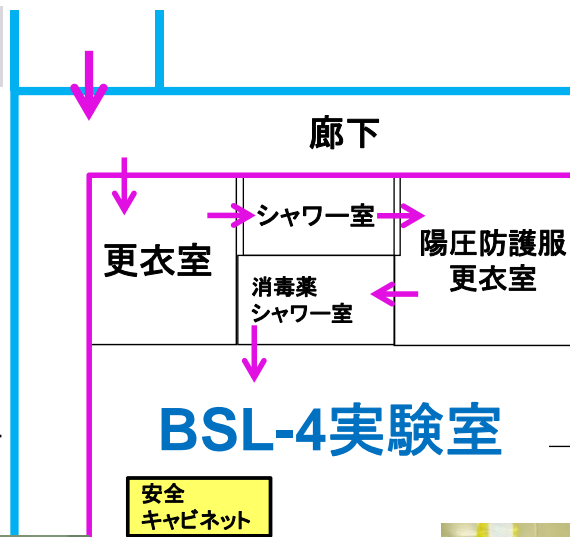 廊下
シャワー室
更衣室
陽圧防護服
更衣室
消毒薬
シャワー室
BSL-4実験室
安全
キャビネット